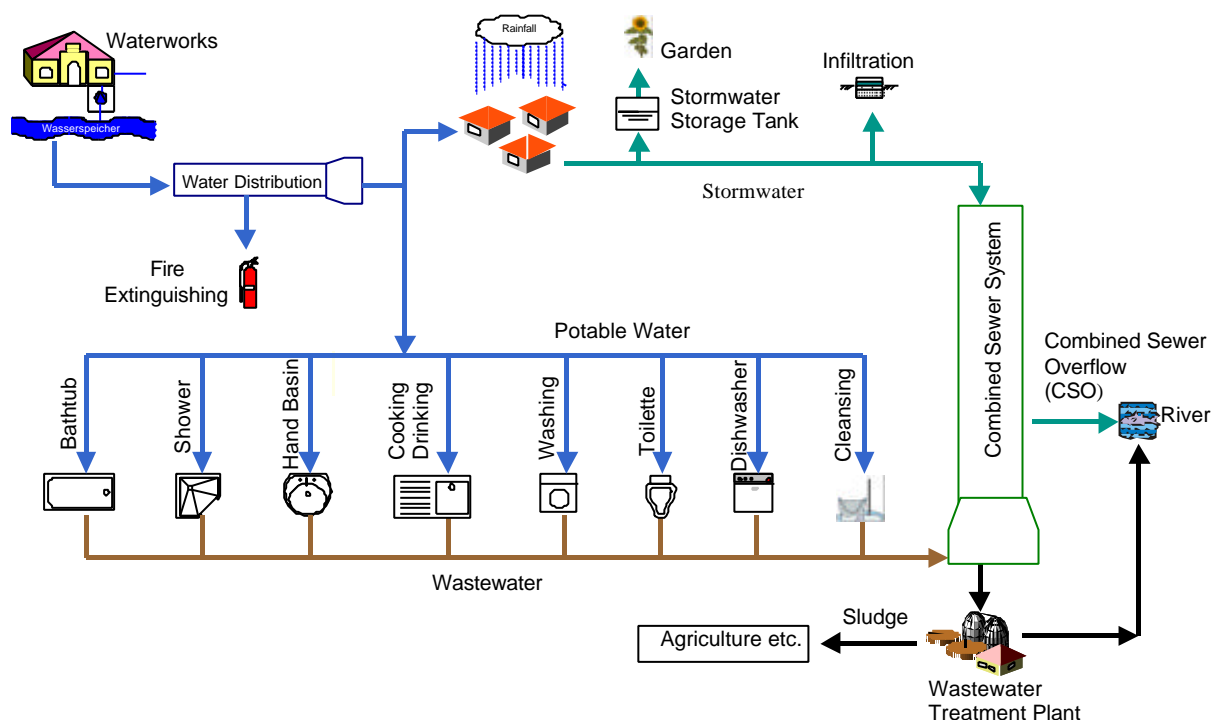 Waterworks
Wasserspeicher
Rainfall
Garden
Stormwater
Storage Tank
Infiltration
Water Distribution
Stormwater
Fire
Extinguishing
Potable Water
Bathtub
Shower
Hand Basin
Cooking
Drinking
Washing
Toilette
Dishwasher
Cleansing
Combined Sewer System
Combined Sewer
Overflow
(CSO)
River
Wastewater
Sludge
Agriculture etc.
Wastewater
Treatment Plant